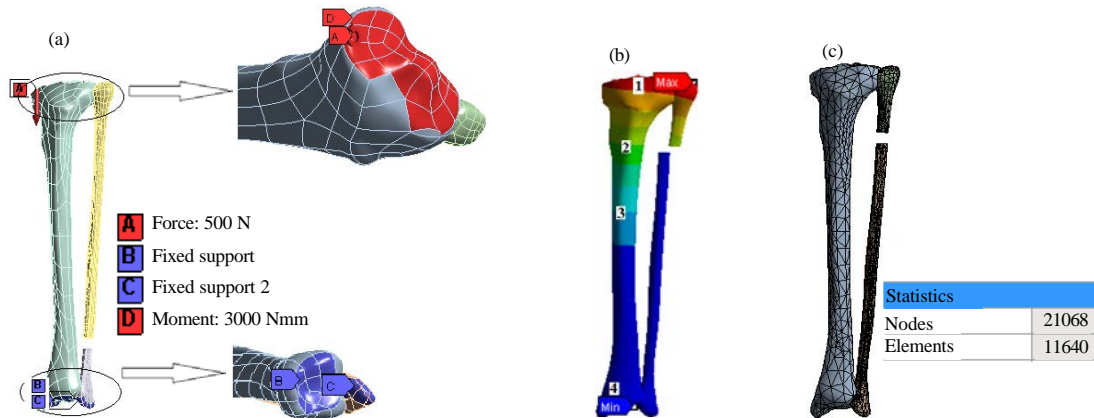 (a)
D
A
A
A Force: 500 N
B Fixed support
C Fixed support 2
D Moment: 3000 Nmm
B
C
B
C
(b)
Max
1
2
3
4
Min
(c)
Statistics
Nodes 21068
Elements 11640